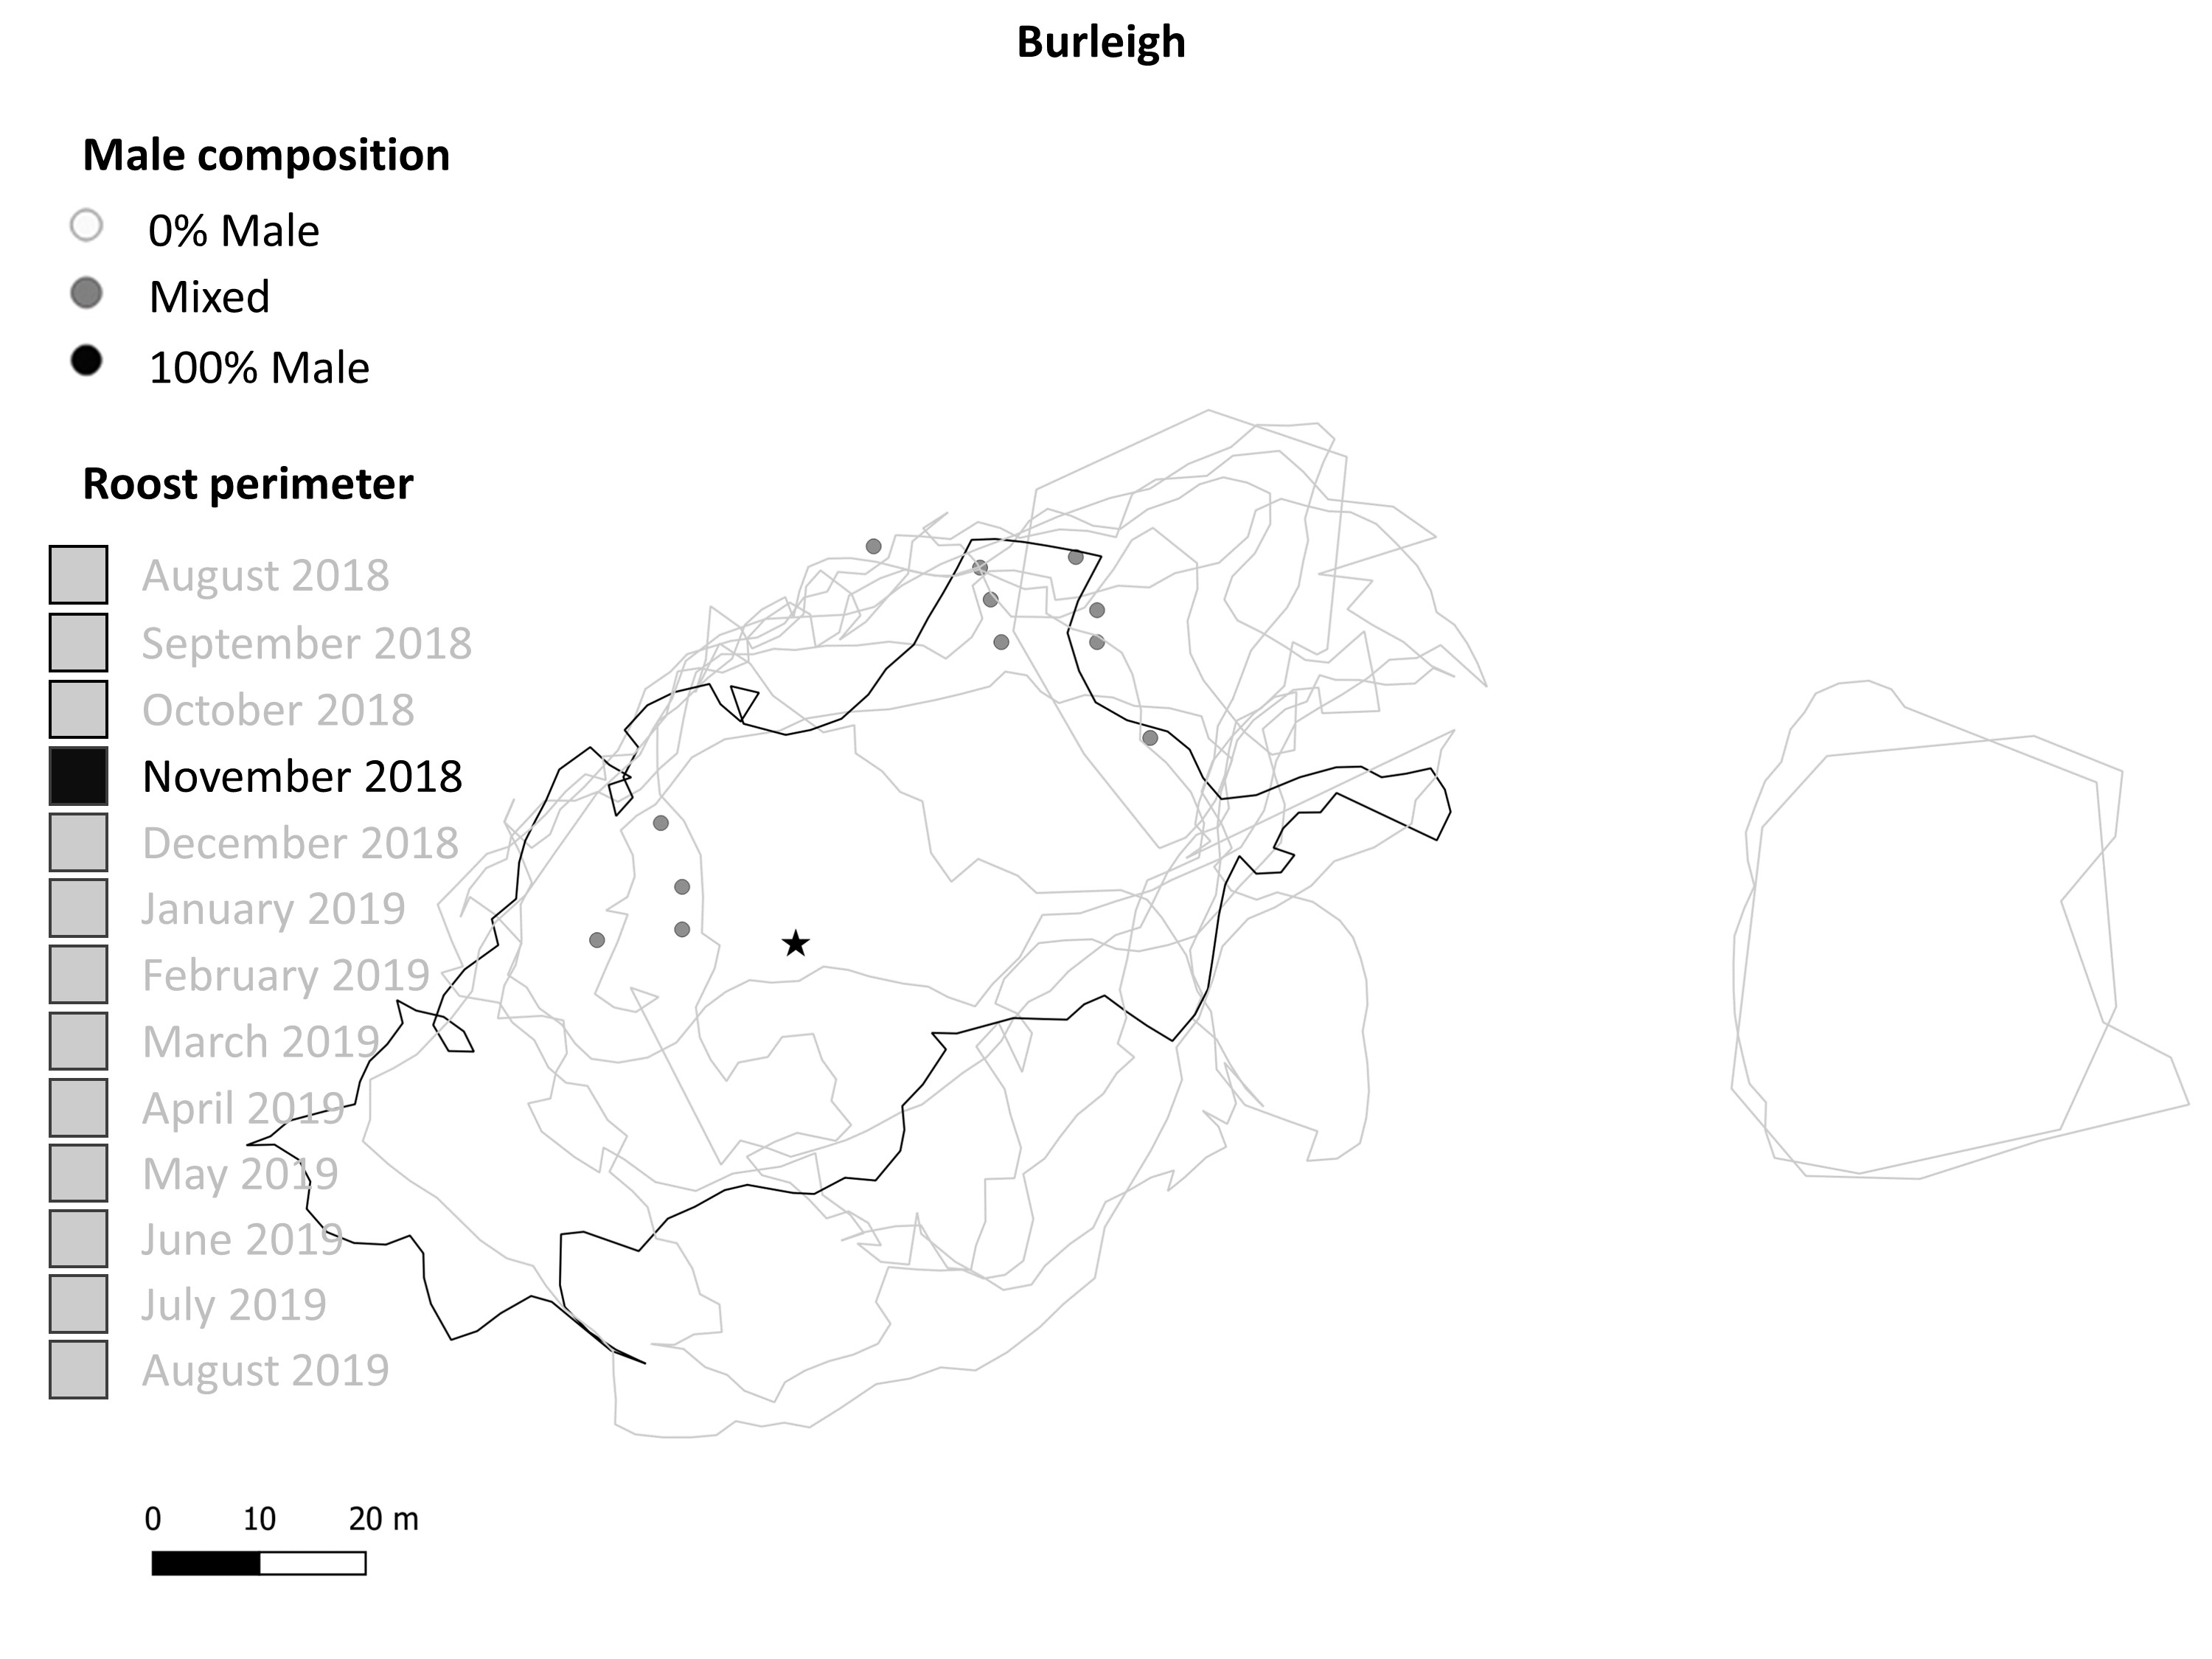 Burleigh
Male composition
0% Male
Mixed
100% Male
Roost perimeter
August 2018
September 2018
October 2018
November 2018
December 2018
January 2019
February 2019
March 2019
April 2019
May 2019
June 2019
July 2019
August 2019
0 10 20 m